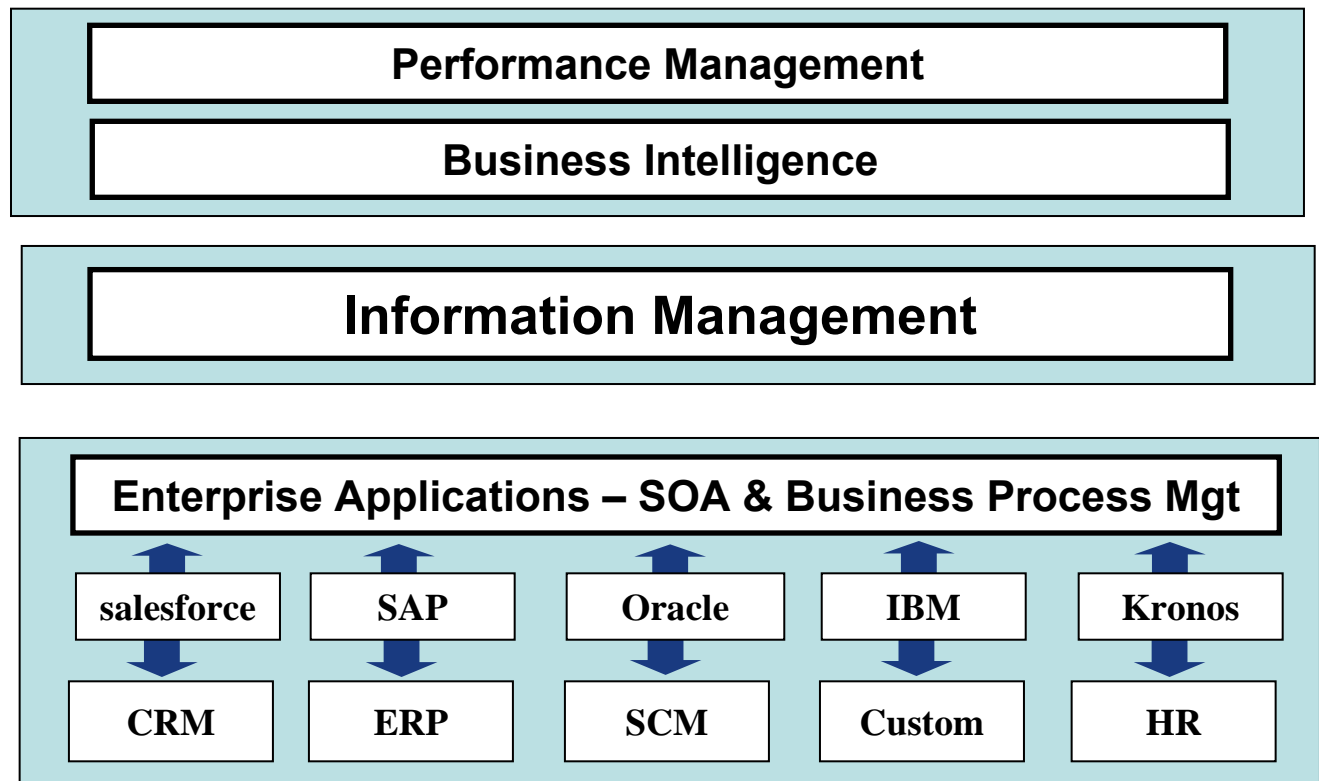 Performance Management
Business Intelligence
Information Management
Enterprise Applications – SOA & Business Process Mgt
salesforce
SAP
Oracle
IBM
Kronos
CRM
ERP
SCM
Custom
HR